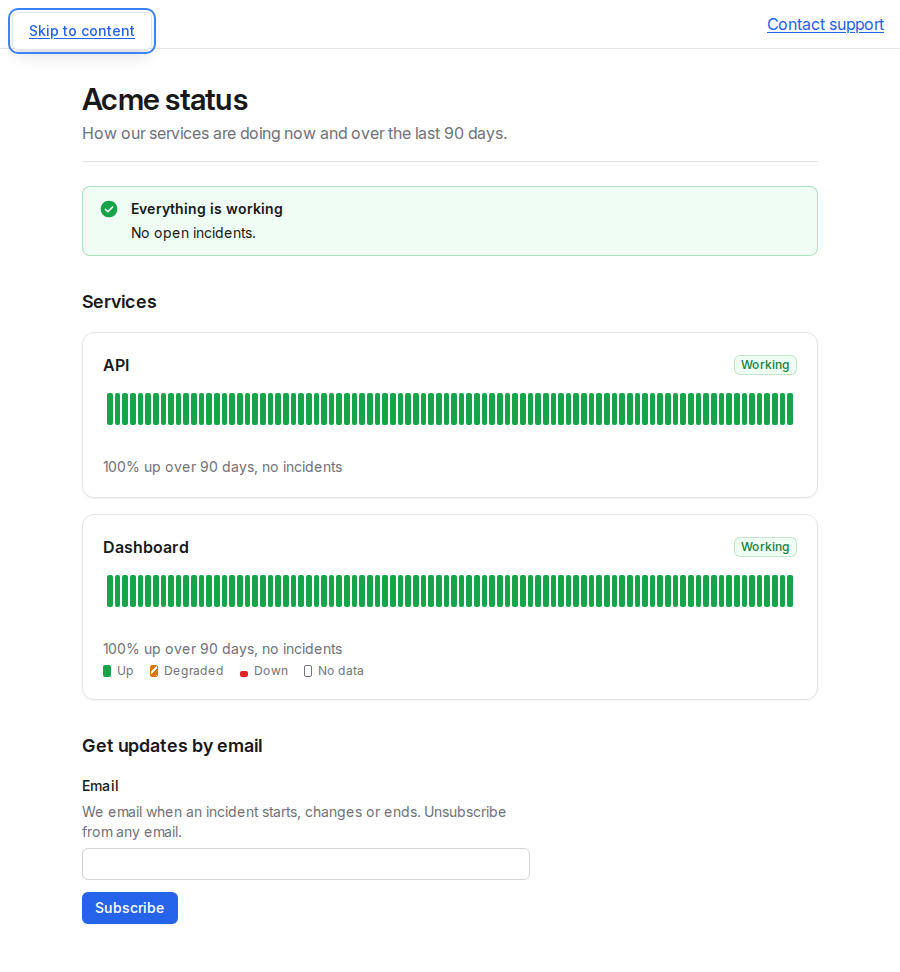 Skip to content
Contact support
Acme status
How our services are doing now and over the last 90 days.
Everything is working
No open incidents.
Services
API
Working
100% up over 90 days, no incidents
Dashboard
Working
100% up over 90 days, no incidents
Up Degraded Down No data
Get updates by email
Email
We email when an incident starts, changes or ends. Unsubscribe
from any email.
Subscribe